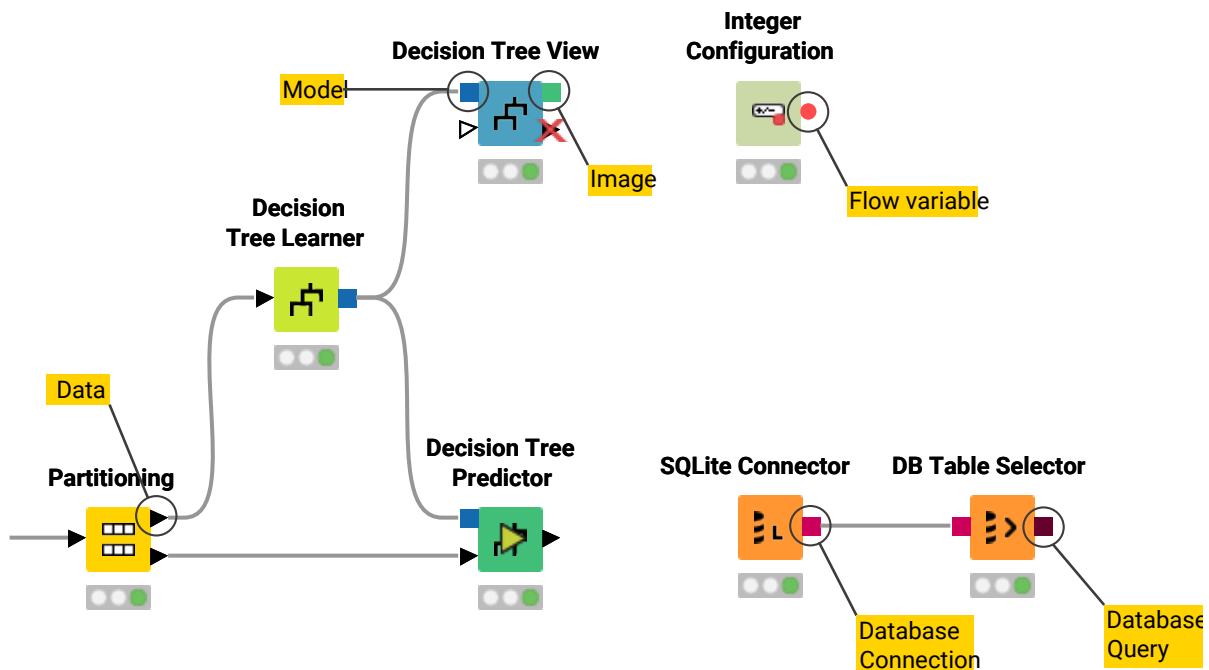 Integer
Configuration
Decision Tree View
Model
Image
Flow variable
Decision
Tree Learner
Data
Partitioning
Decision Tree
Predictor
SQLite Connector
DB Table Selector
L
Database
Connection
Database
Query